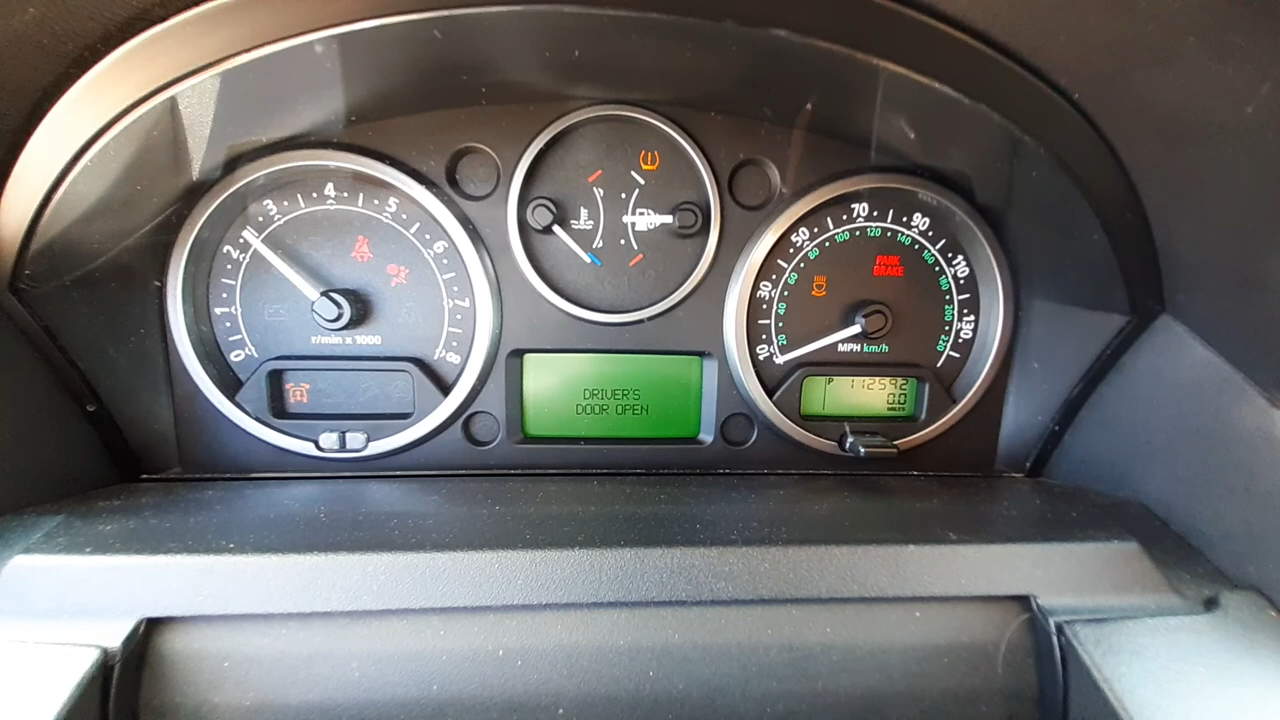 0 1 2 3 4 5 6 7 8
r/min x 1000
DRIVER'S
DOOR OPEN
10 30 50 70 90 110 130
20 40 60 80 100 120 140 160 180 200 220
PARK
BRAKE
MPH km/h
P 112592
0.0
MILES